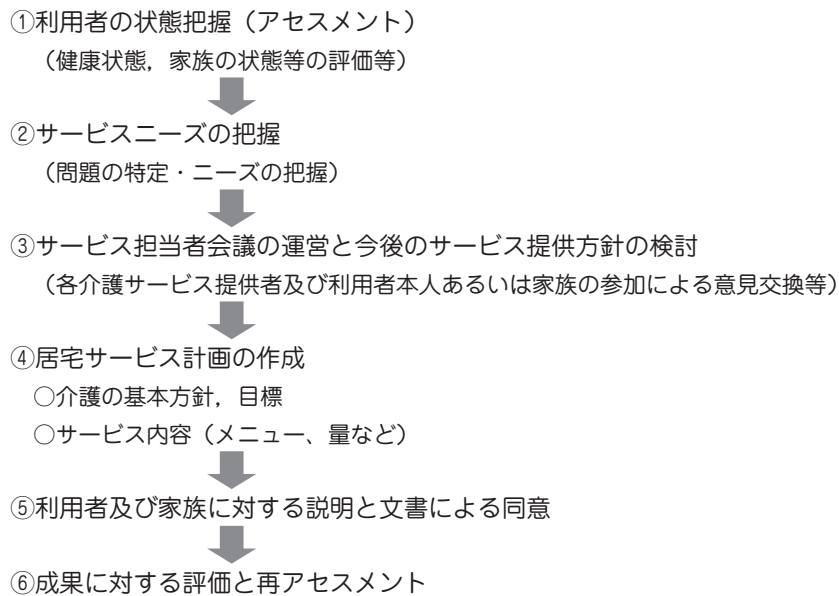 ①利用者の状態把握（アセスメント）
（健康状態，家族の状態等の評価等）
②サービスニーズの把握
（問題の特定・ニーズの把握）
③サービス担当者会議の運営と今後のサービス提供方針の検討
（各介護サービス提供者及び利用者本人あるいは家族の参加による意見交換等）
④居宅サービス計画の作成
○介護の基本方針，目標
○サービス内容（メニュー、量など）
⑤利用者及び家族に対する説明と文書による同意
⑥成果に対する評価と再アセスメント